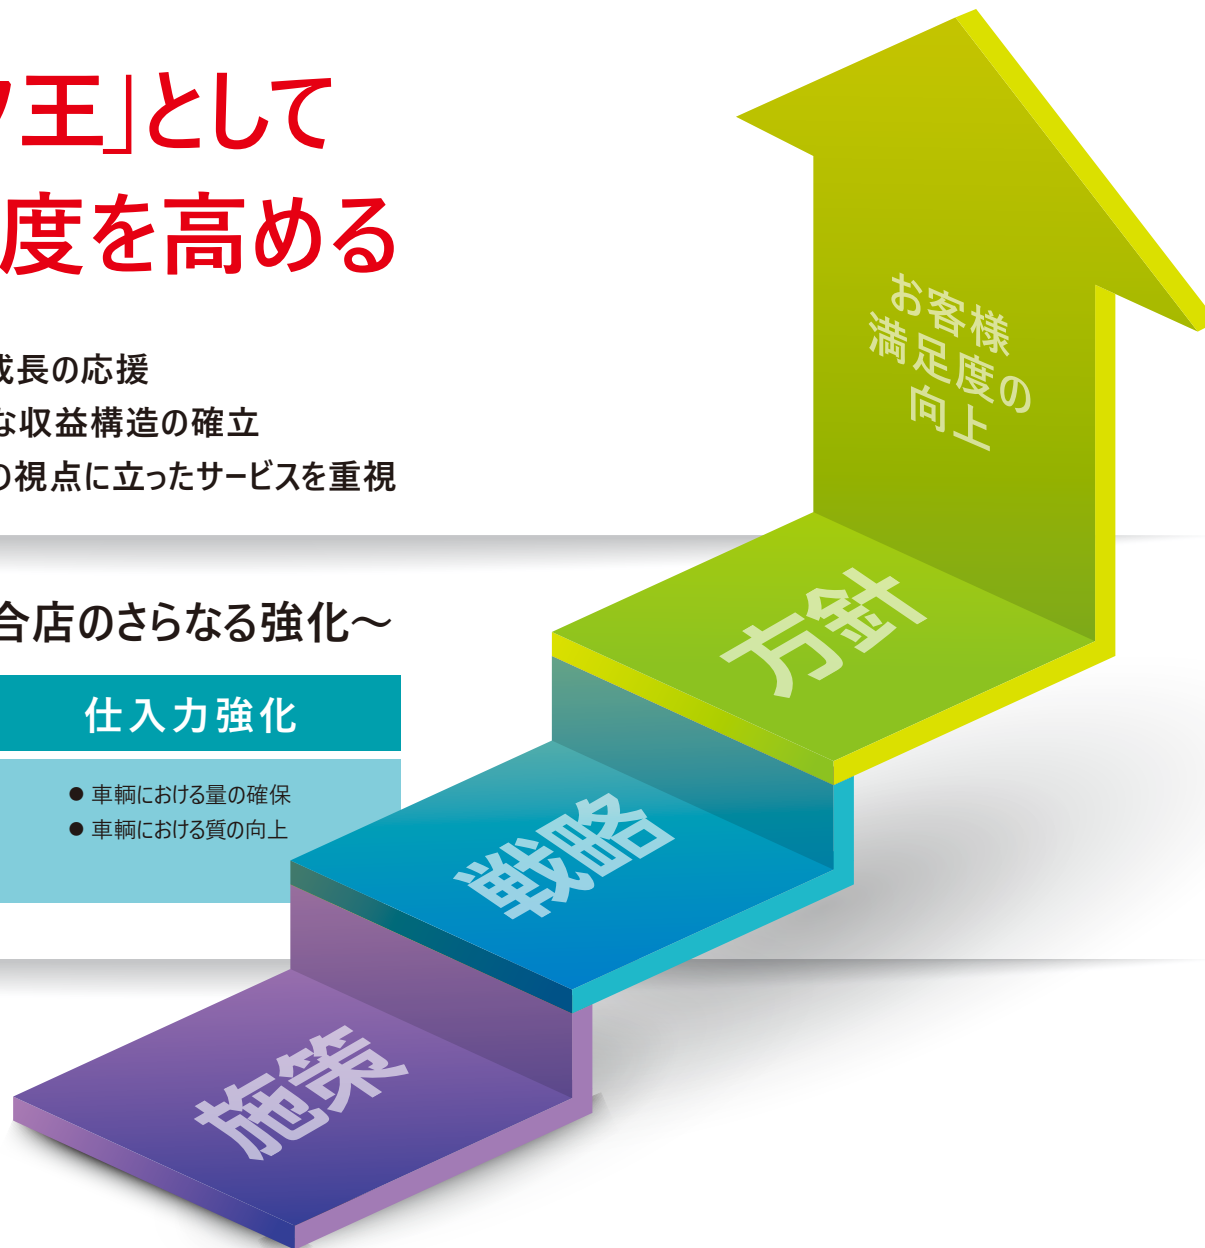 王」として
度を高める
成長の応援
な収益構造の確立
の視点に立ったサービスを重視
合店のさらなる強化～
仕入力強化
● 車輌における量の確保
● 車輌における質の向上
お客様
満足度の
向上
方針
戦略
施策